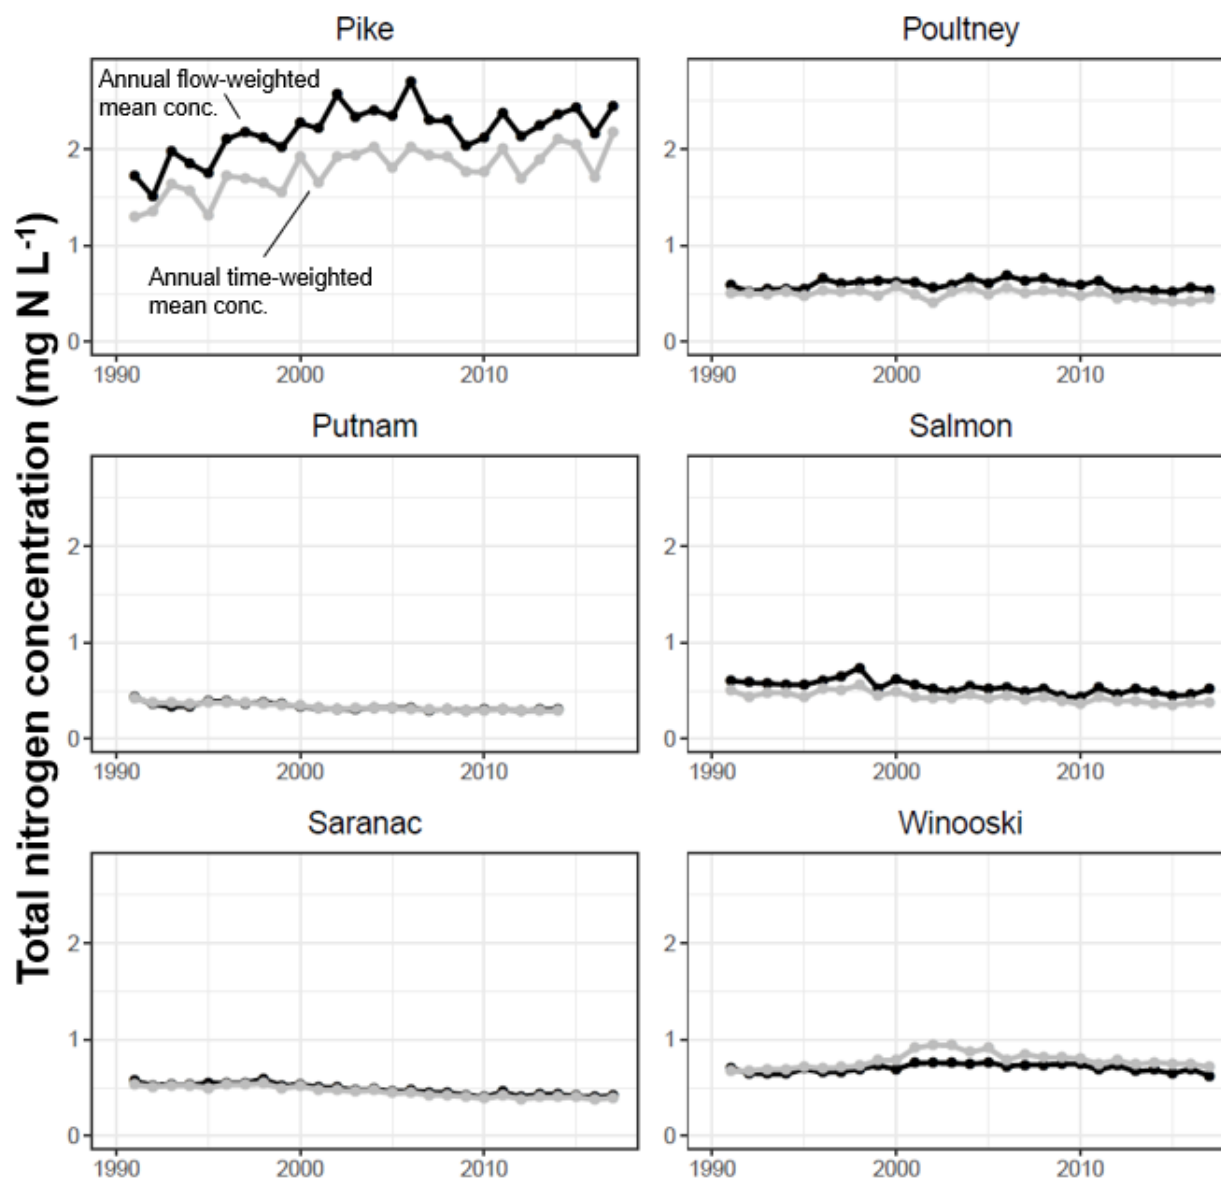 Total nitrogen concentration (mg N L-1)
Pike
Annual flow-weighted
mean conc.
Annual time-weighted
mean conc.
2
1
0
1990 2000 2010
Poultney
2
1
0
1990 2000 2010
Putnam
2
1
0
1990 2000 2010
Salmon
2
1
0
1990 2000 2010
Saranac
2
1
0
1990 2000 2010
Winooski
2
1
0
1990 2000 2010